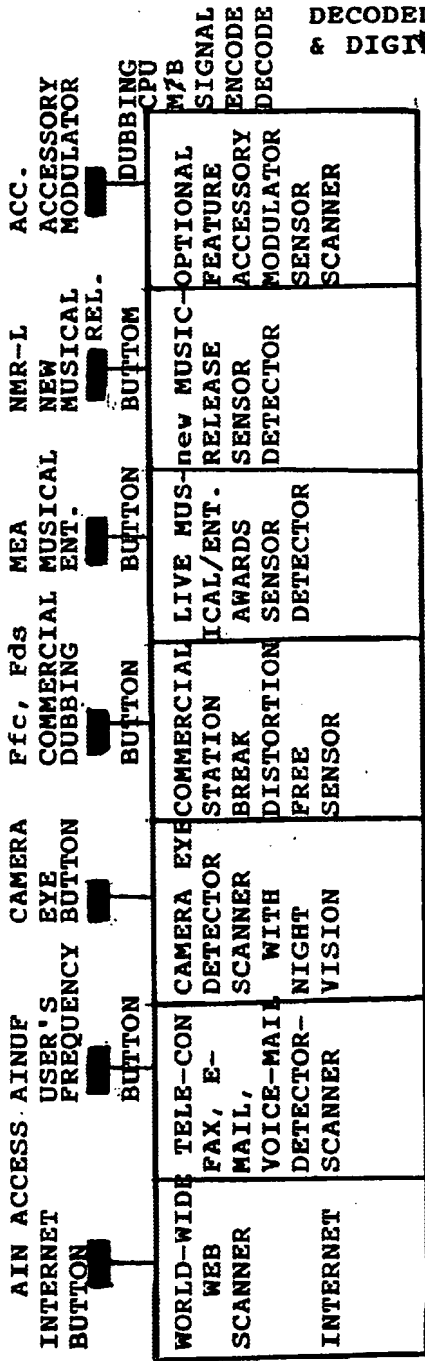 AIN ACCESS
INTERNET
BUTTON
AINUF
USER'S
FREQUENCY
BUTTON
CAMERA
EYE
BUTTON
Ffc, Fds
COMMERCIAL
DUBBING
BUTTON
MEA
MUSICAL
ENT.
BUTTON
NMR-L
NEW
MUSICAL
REL.
BUTTOM
ACC.
ACCESSORY
MODULATOR
DUBBING
CPU
M/B
SIGNAL
ENCODE
DECODE
WORLD-WIDE
WEB
SCANNER
INTERNET
TELE-CON
FAX, E-
MAIL,
VOICE-MAIL
DETECTOR-
SCANNER
CAMERA EYE
DETECTOR
SCANNER
WITH
NIGHT
VISION
COMMERCIAL
STATION
BREAK
DISTORTION
FREE
SENSOR
LIVE MUS-
ICAL/ENT.
AWARDS
SENSOR
DETECTOR
new MUSIC-
RELEASE
SENSOR
DETECTOR
OPTIONAL
FEATURE
ACCESSORY
MODULATOR
SENSOR
SCANNER
DECODE
& DIGI